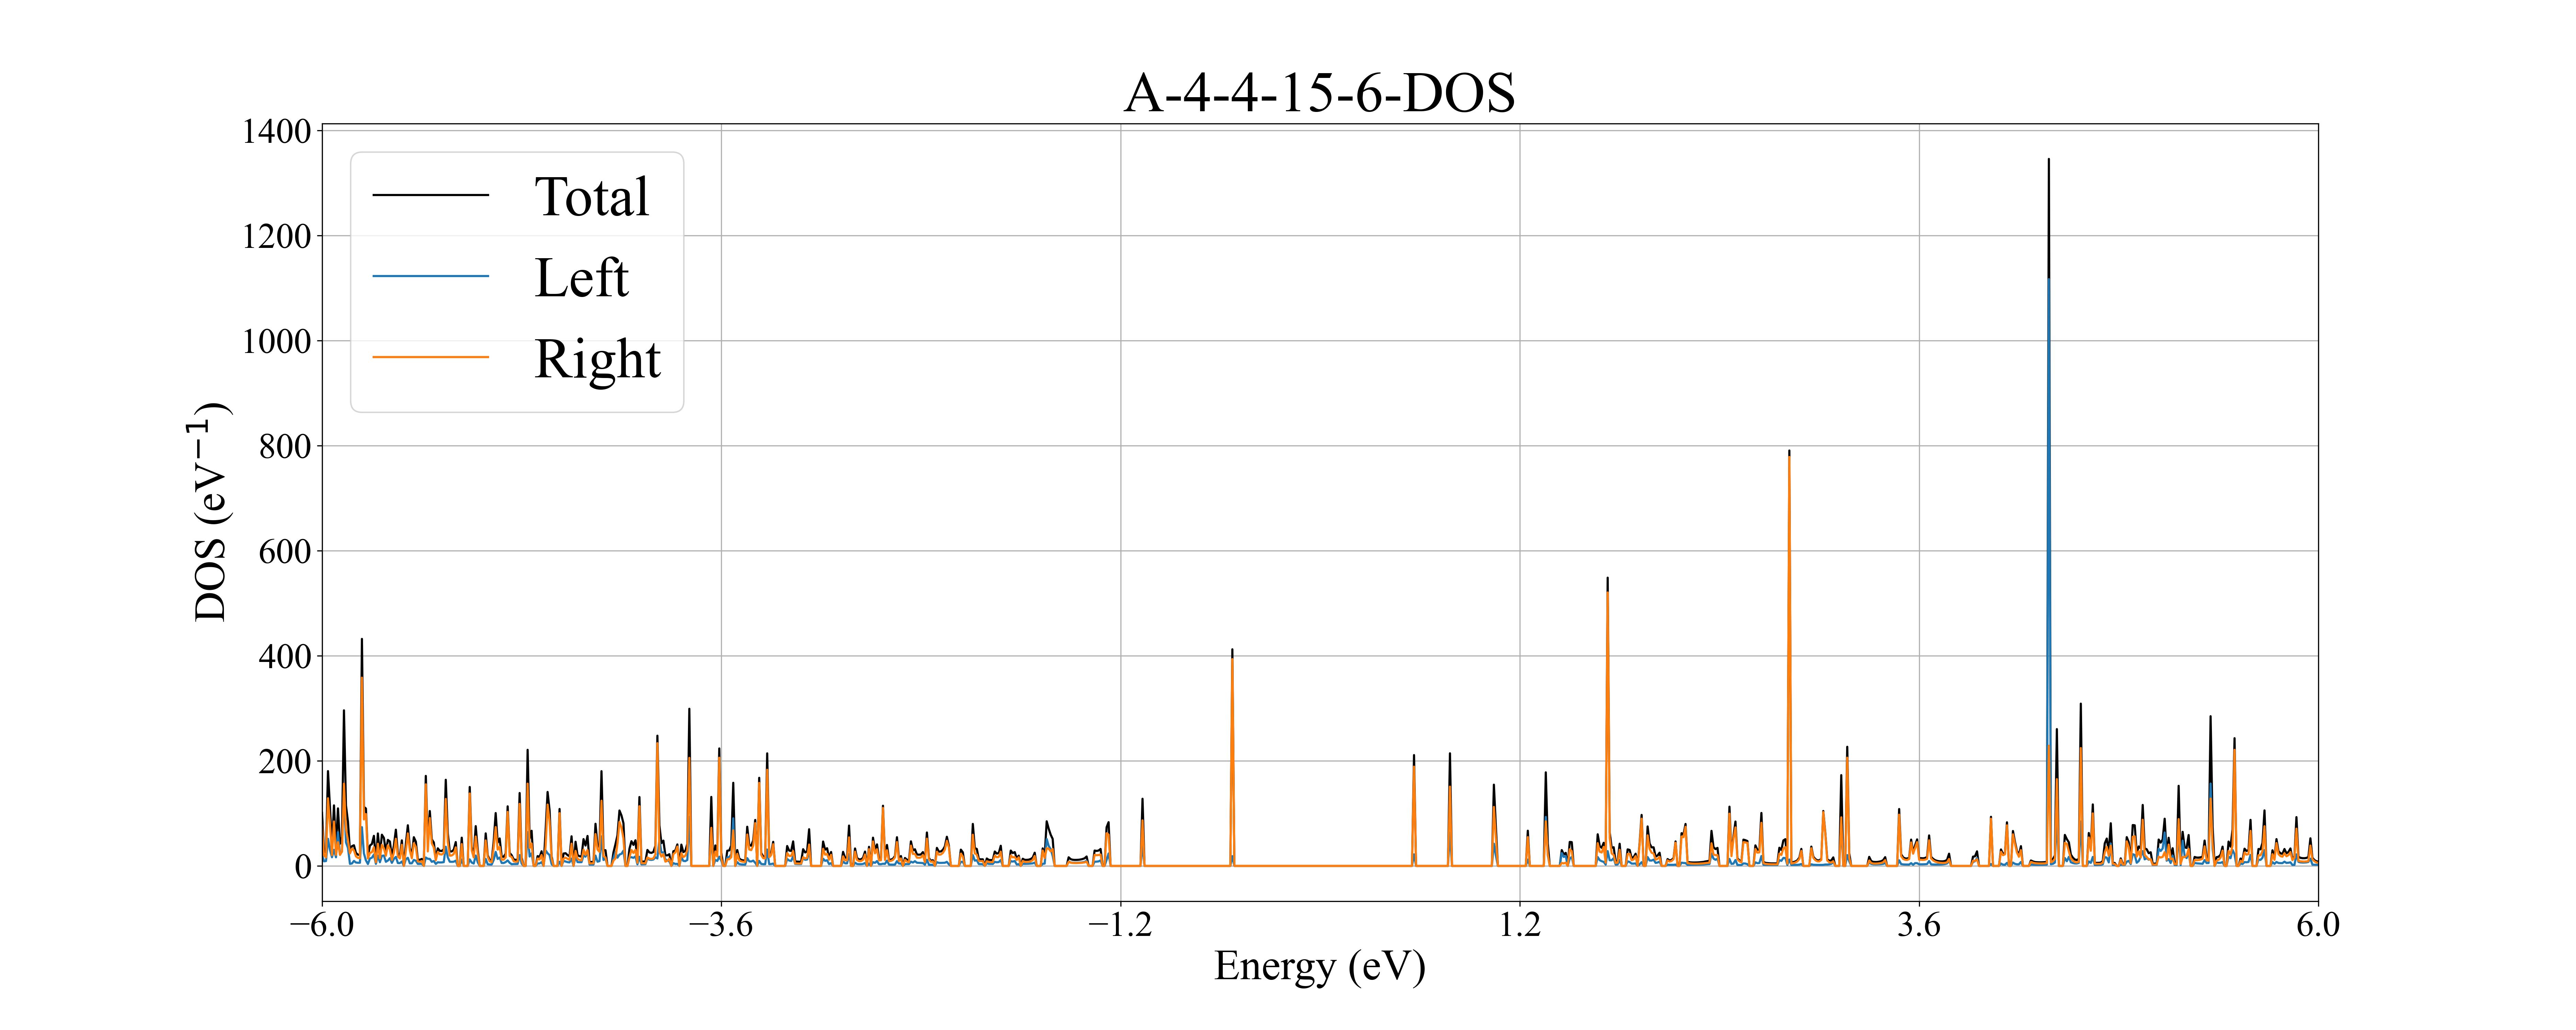 A-4-4-15-6-DOS
1400
1200
1000
800
600
400
200
0
DOS (eV⁻¹)
Total
Left
Right
−6.0
−3.6
−1.2
1.2
3.6
6.0
Energy (eV)